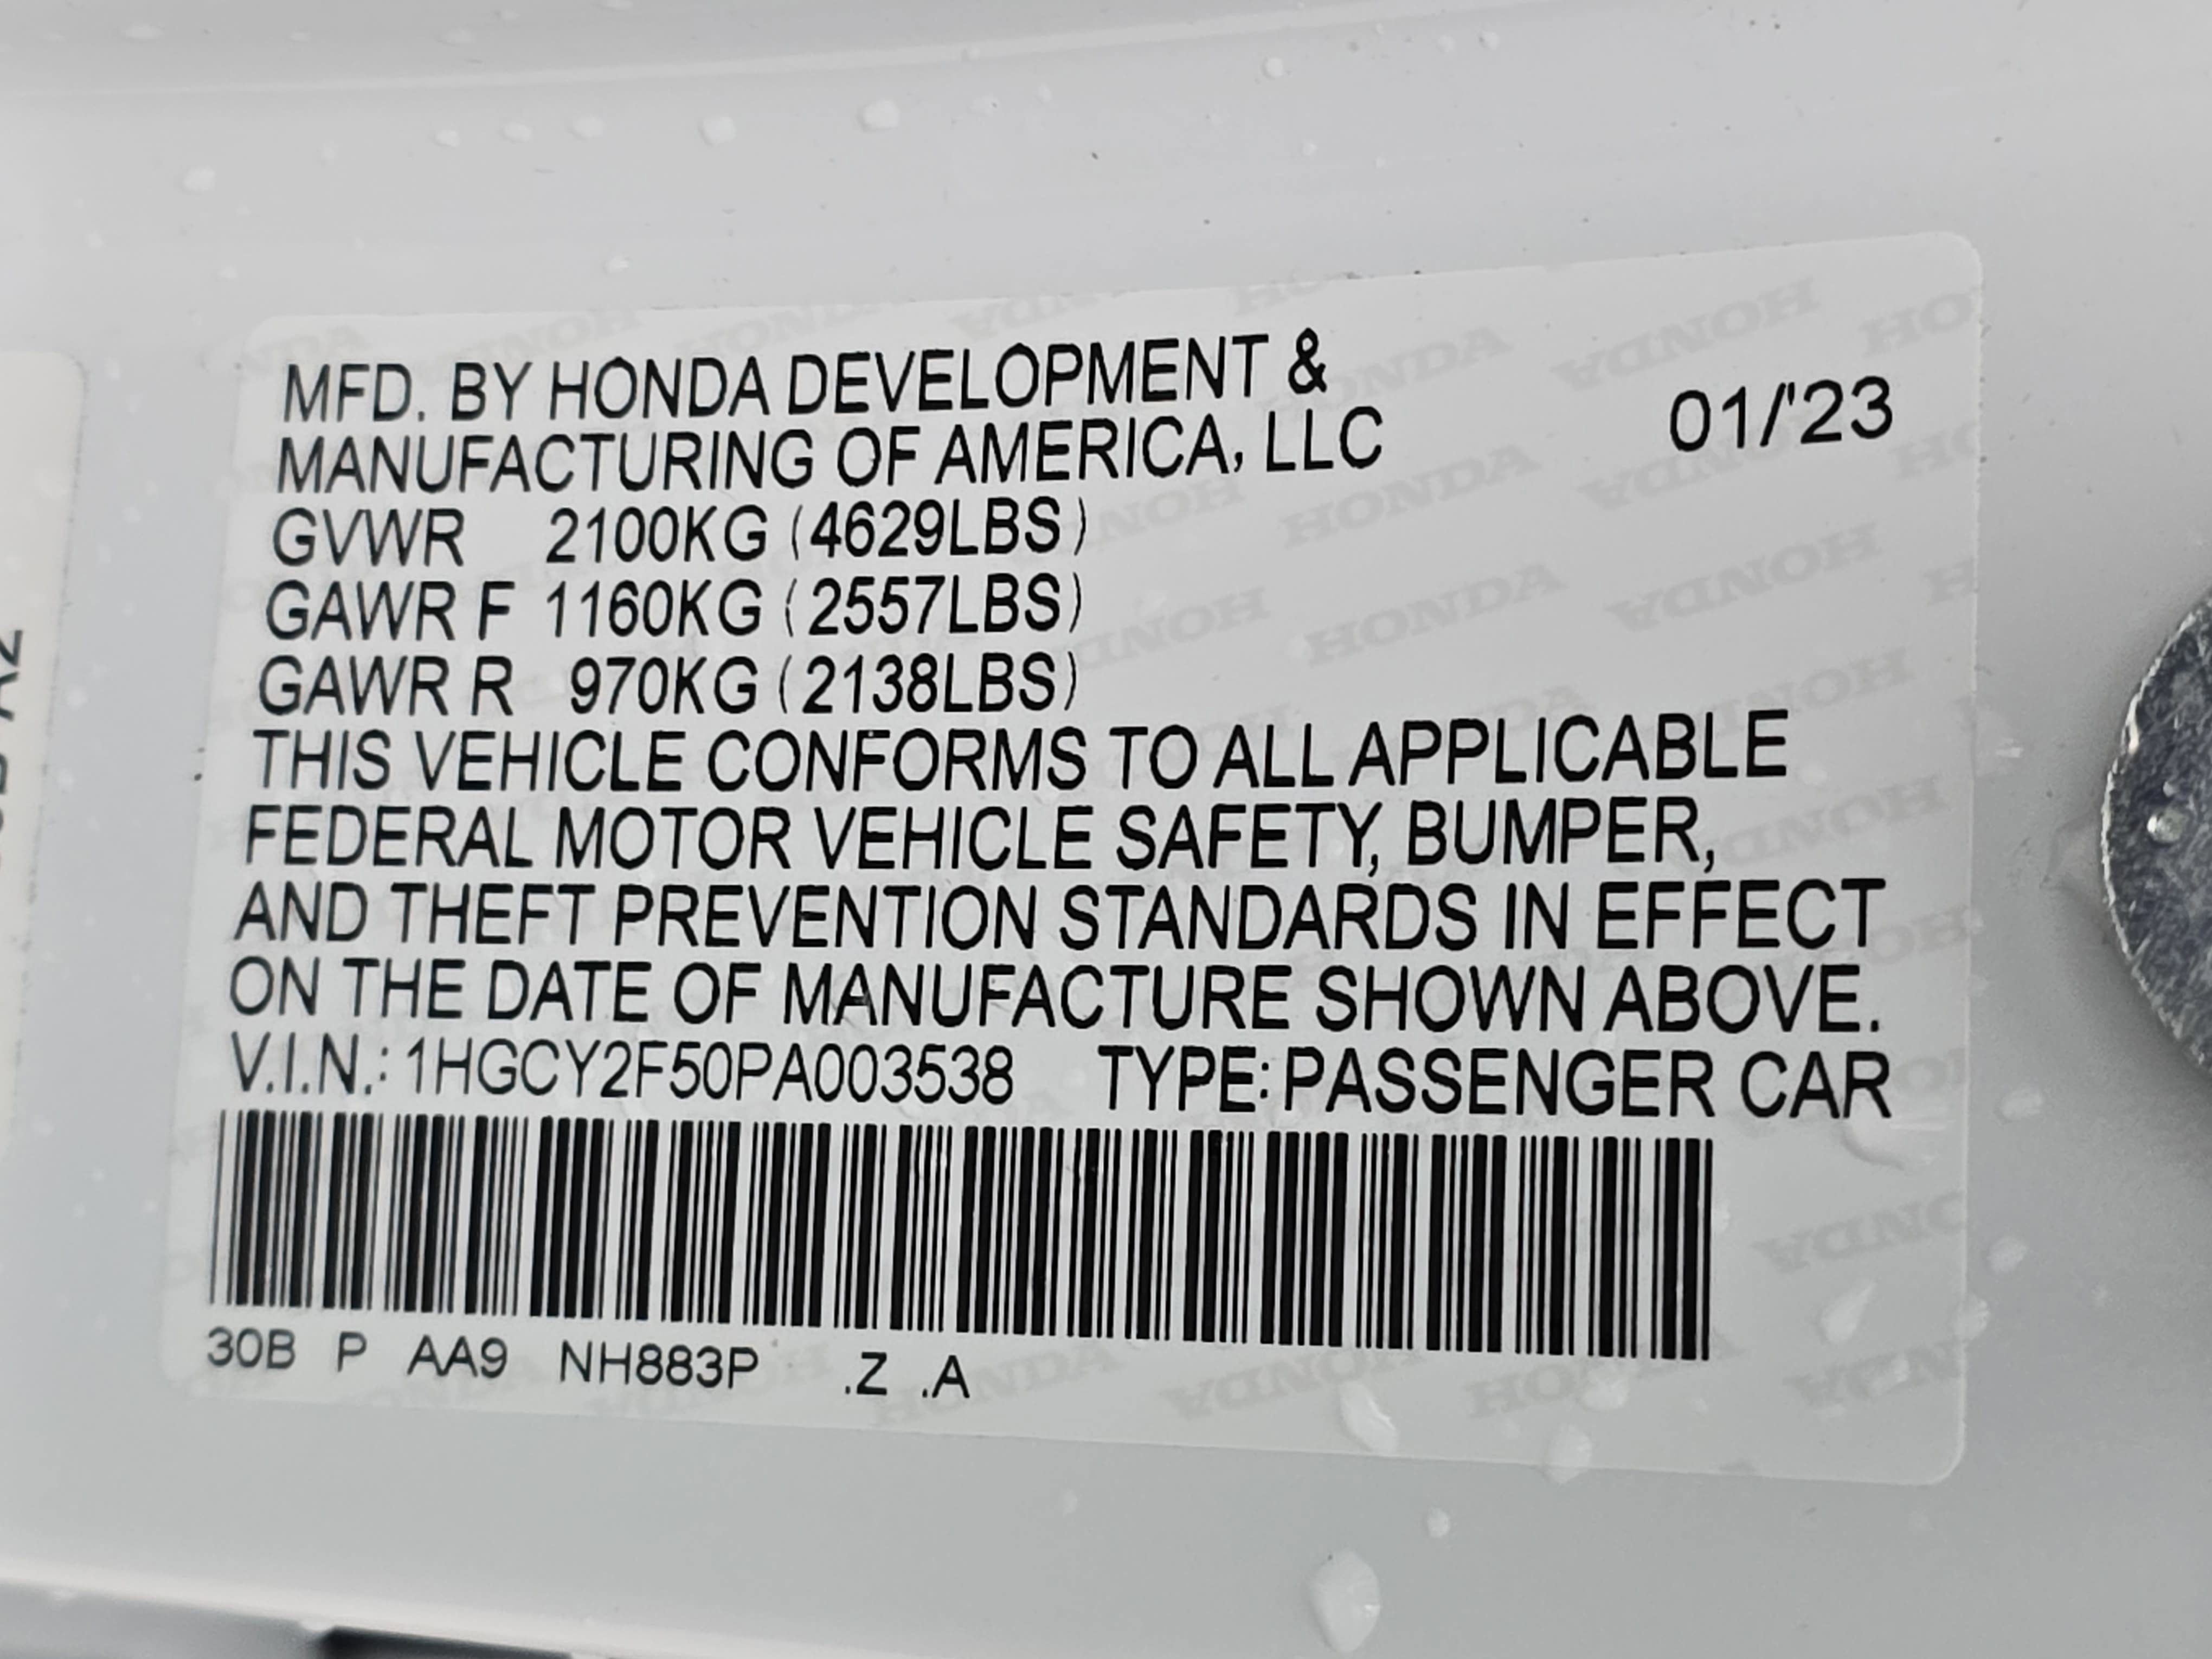 MFD. BY HONDA DEVELOPMENT &
MANUFACTURING OF AMERICA, LLC
01/'23
GVWR 2100KG (4629LBS)
GAWR F 1160KG (2557LBS)
GAWR R 970KG (2138LBS)
THIS VEHICLE CONFORMS TO ALL APPLICABLE
FEDERAL MOTOR VEHICLE SAFETY, BUMPER,
AND THEFT PREVENTION STANDARDS IN EFFECT
ON THE DATE OF MANUFACTURE SHOWN ABOVE.
V.I.N.: 1HGCY2F50PA003538 TYPE: PASSENGER CAR
30B P AA9 NH883P .Z .A